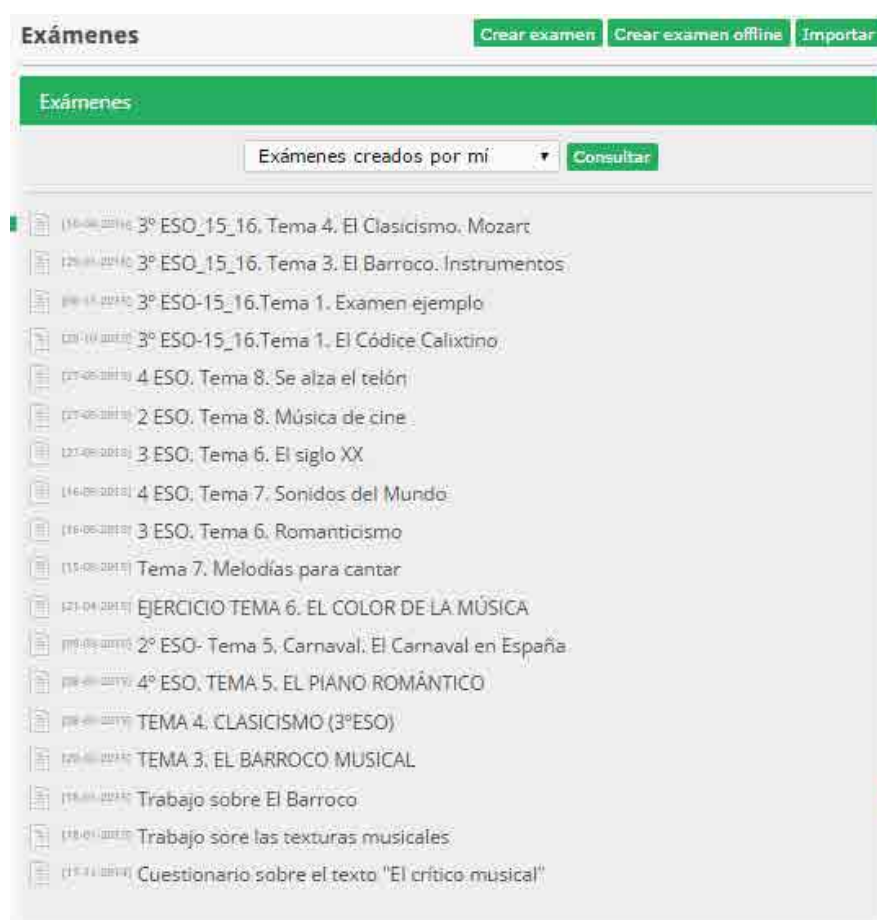 Exámenes
Crear examen Crear examen offline Importar
Exámenes
Exámenes creados por mí Consultar
3º ESO_15_16. Tema 4. El Clasicismo. Mozart
3º ESO_15_16. Tema 3. El Barroco. Instrumentos
3º ESO-15_16.Tema 1. Examen ejemplo
3º ESO-15_16.Tema 1. El Códice Calixtino
4 ESO. Tema 8. Se alza el telón
2 ESO. Tema 8. Música de cine
3 ESO. Tema 6. El siglo XX
4 ESO. Tema 7. Sonidos del Mundo
3 ESO. Tema 6. Romanticismo
Tema 7. Melodías para cantar
EJERCICIO TEMA 6. EL COLOR DE LA MÚSICA
2º ESO- Tema 5. Carnaval. El Carnaval en España
4º ESO. TEMA 5. EL PIANO ROMÁNTICO
TEMA 4. CLASICISMO (3ºESO)
TEMA 3. EL BARROCO MUSICAL
Trabajo sobre El Barroco
Trabajo sore las texturas musicales
Cuestionario sobre el texto "El crítico musical"